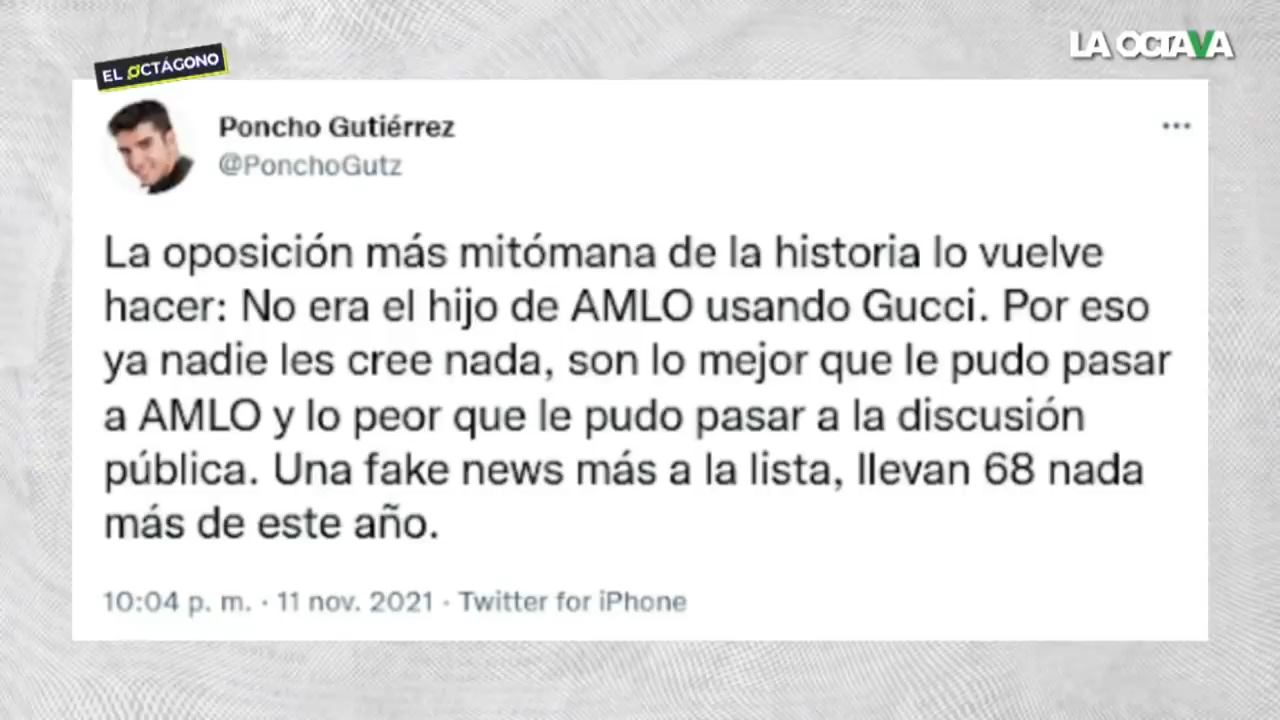 EL OCTÁGONO
LA OCTAVA
Poncho Gutiérrez
@PonchoGutz
La oposición más mitómana de la historia lo vuelve
hacer: No era el hijo de AMLO usando Gucci. Por eso
ya nadie les cree nada, son lo mejor que le pudo pasar
a AMLO y lo peor que le pudo pasar a la discusión
pública. Una fake news más a la lista, llevan 68 nada
más de este año.
10:04 p. m. · 11 nov. 2021 · Twitter for iPhone